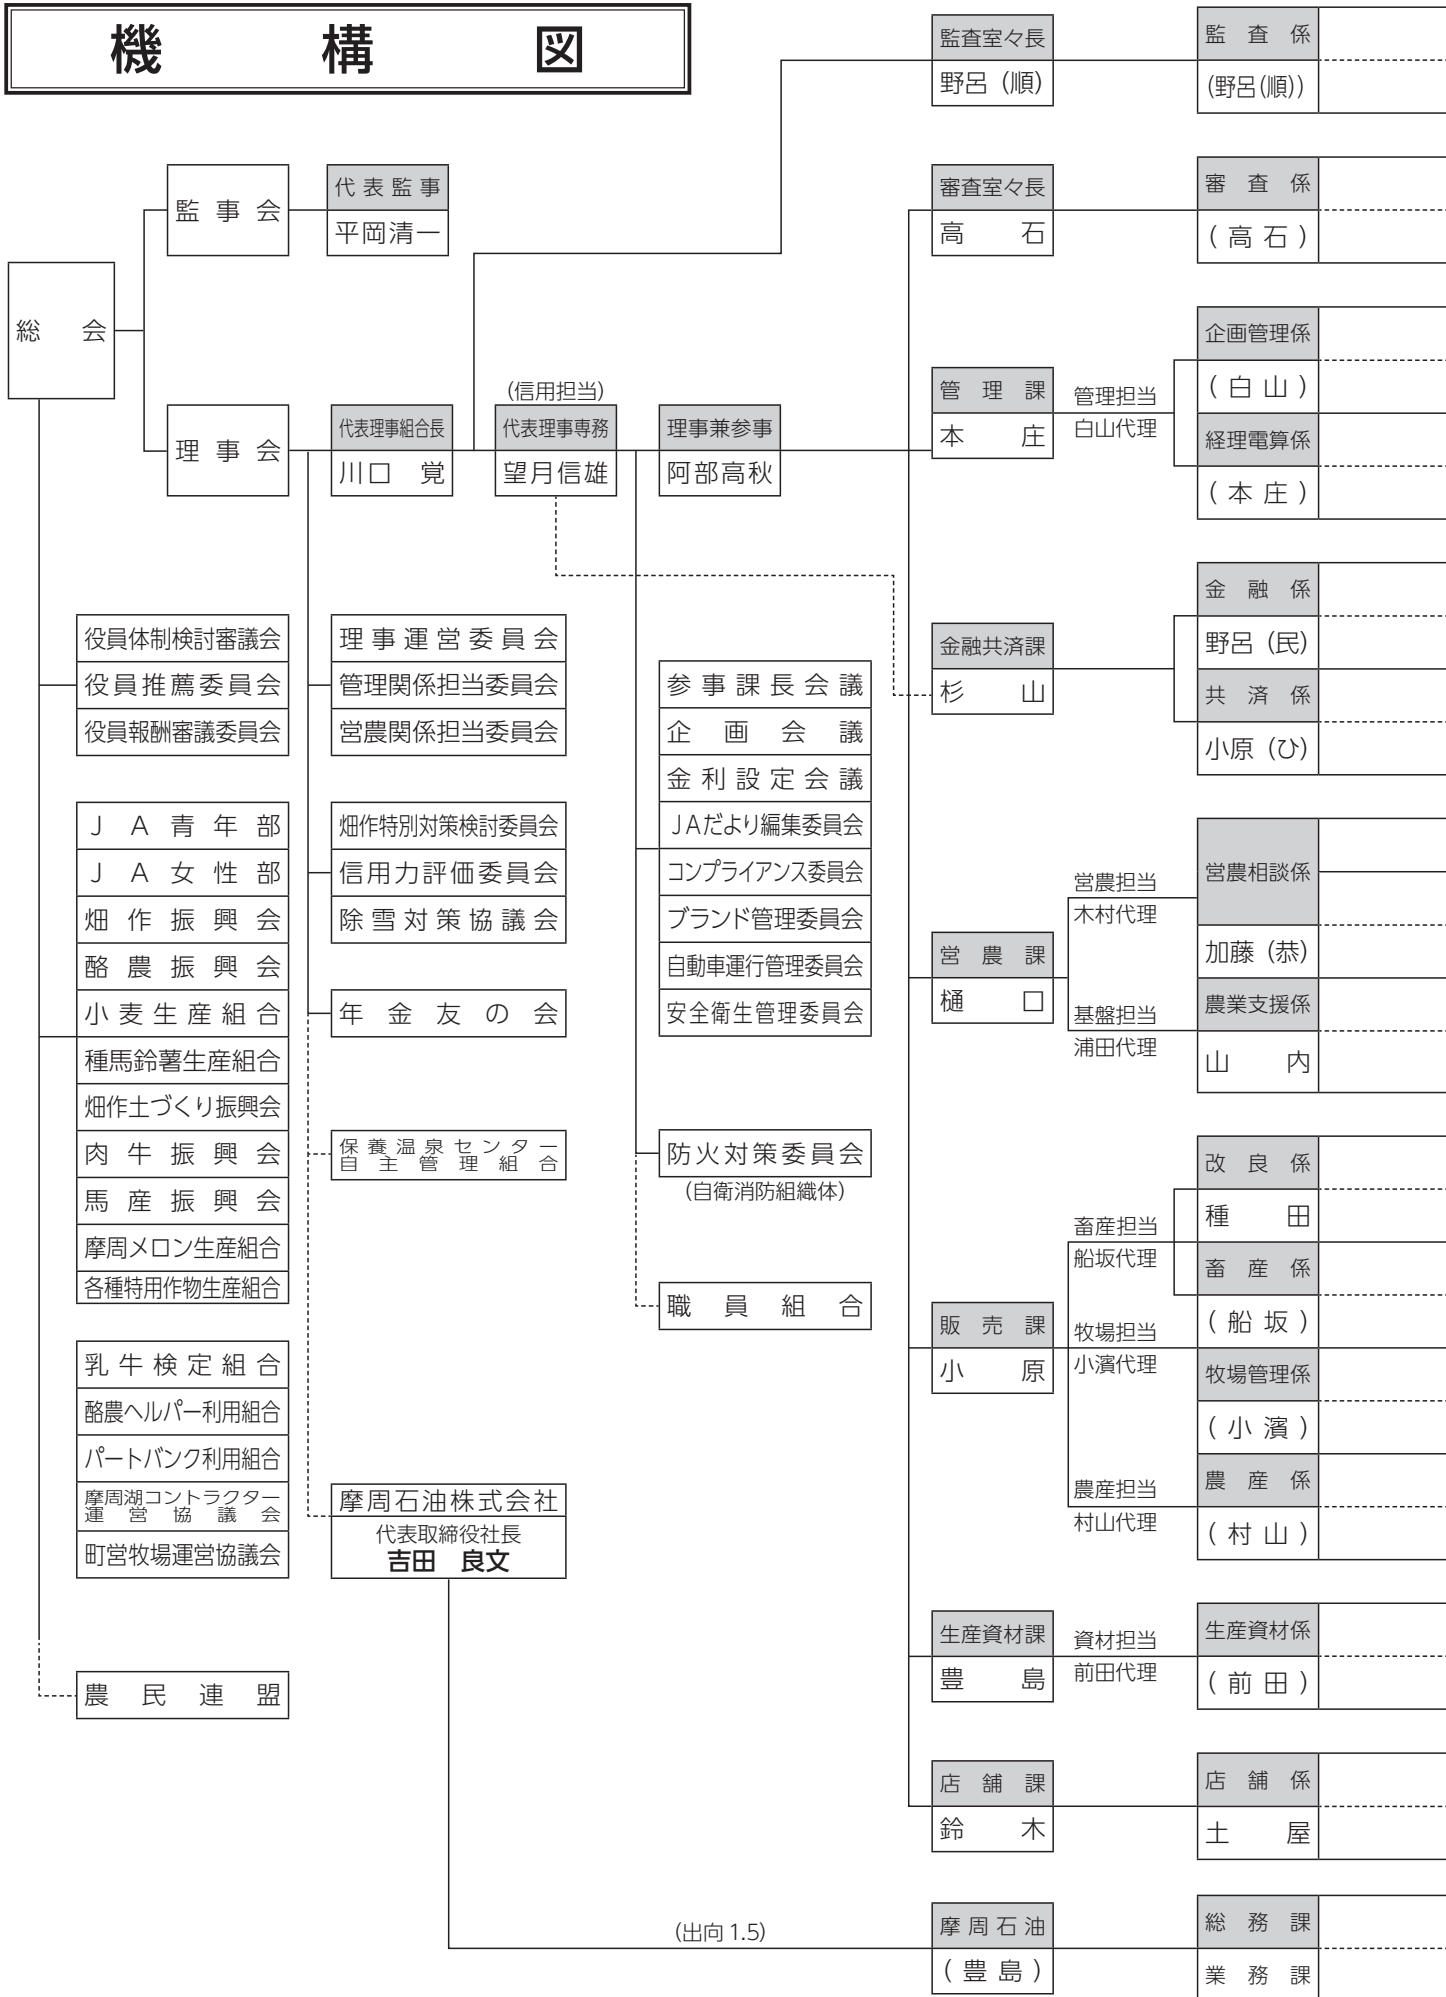 機構図
総会
監事会
代表監事
平岡清一
理事会
代表理事組合長
川口 覚
(信用担当)
代表理事専務
望月信雄
理事兼参事
阿部高秋
役員体制検討審議会
役員推薦委員会
役員報酬審議委員会
JA青年部
JA女性部
畑作振興会
酪農振興会
小麦生産組合
種馬鈴薯生産組合
畑作土づくり振興会
肉牛振興会
馬産振興会
摩周メロン生産組合
各種特用作物生産組合
乳牛検定組合
酪農ヘルパー利用組合
パートバンク利用組合
摩周湖コントラクター
運営協議会
町営牧場運営協議会
農民連盟
理事運営委員会
管理関係担当委員会
営農関係担当委員会
畑作特別対策検討委員会
信用力評価委員会
除雪対策協議会
年金友の会
保養温泉センター
自主管理組合
摩周石油株式会社
代表取締役社長
吉田 良文
参事課長会議
企画会議
金利設定会議
JAだより編集委員会
コンプライアンス委員会
ブランド管理委員会
自動車運行管理委員会
安全衛生管理委員会
防火対策委員会
(自衛消防組織体)
職員組合
監査室々長
野呂(順)
監査係
(野呂(順))
審査室々長
高石
審査係
(高石)
管理課
本庄
管理担当
白山代理
企画管理係
(白山)
経理電算係
(本庄)
金融共済課
杉山
金融係
野呂(民)
共済係
小原(ひ)
営農課
樋口
営農担当
木村代理
営農相談係
加藤(恭)
基盤担当
浦田代理
農業支援係
山内
販売課
小原
畜産担当
船坂代理
改良係
種田
畜産係
(船坂)
牧場担当
小濱代理
牧場管理係
(小濱)
農産担当
村山代理
農産係
(村山)
生産資材課
豊島
資材担当
前田代理
生産資材係
(前田)
店舗課
鈴木
店舗係
土屋
(出向1.5)
摩周石油
(豊島)
総務課
業務課